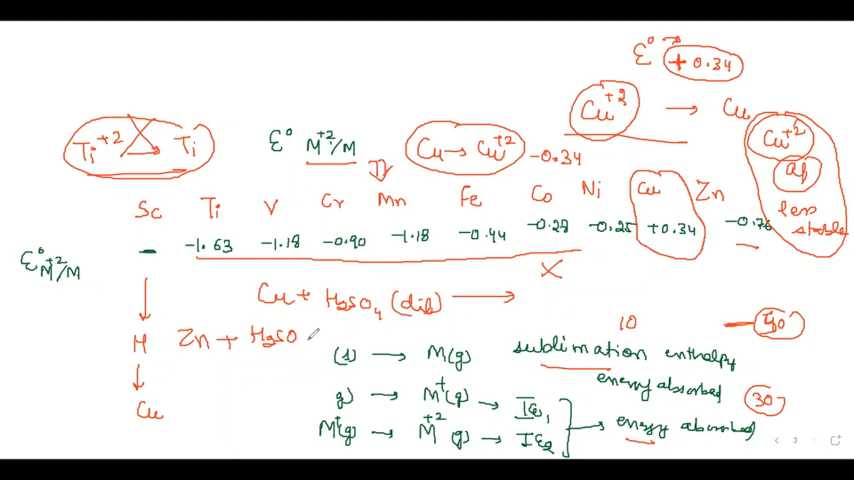 ε° +0.34
Cu+2 → Cu
Ti+2 → Ti
ε° M+2/M
Cu → Cu+2 -0.34
Cu+2
aq
less
stable
Sc Ti V Cr Mn Fe Co Ni Cu Zn
ε°M+2/M - -1.63 -1.18 -0.90 -1.18 -0.44 -0.28 -0.25 +0.34 -0.76
Cu + H2SO4 (dil) → X
H Zn + H2SO
10
(s) → M(g) sublimation enthalpy
energy absorbed
30
g) → M+(g) → IE1
M+(g) → M+2 (g) → IE2 → energy absorbed
Cu
3